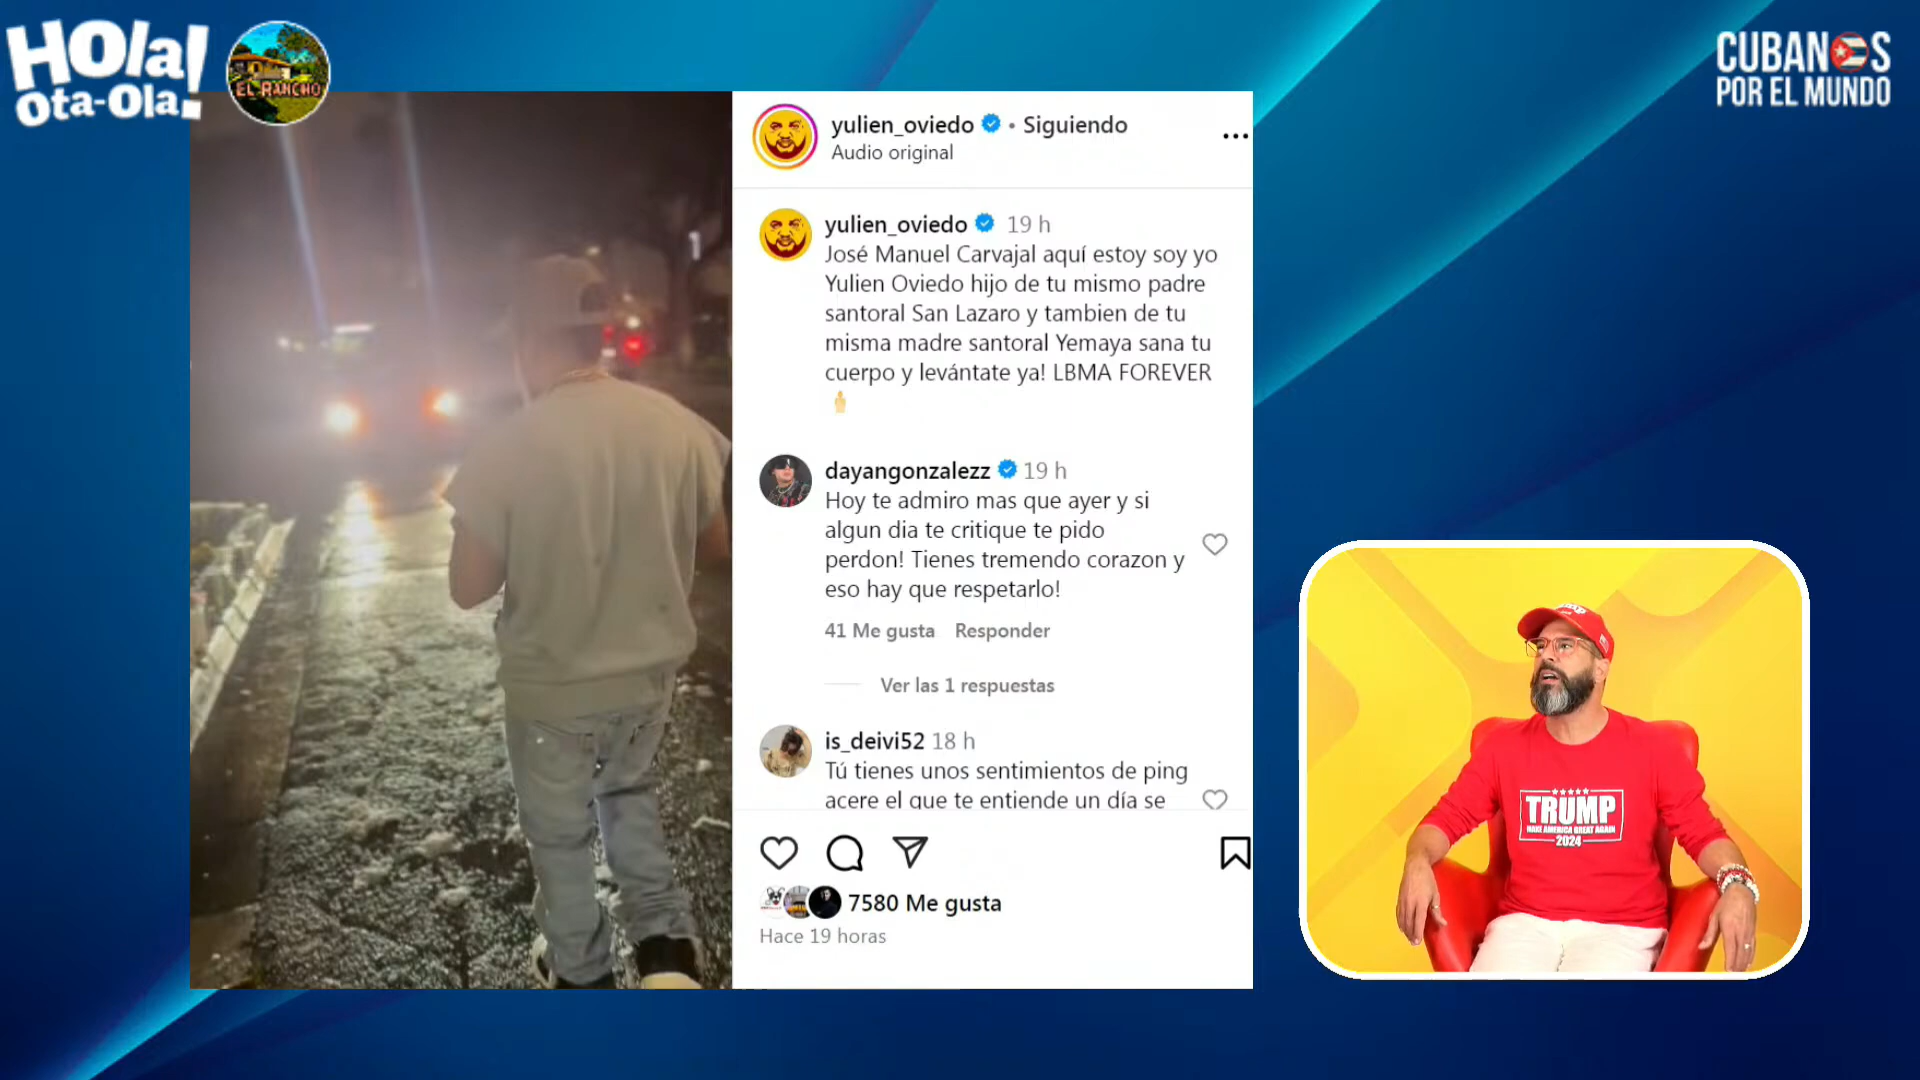 HOla!
Ota-Ola!
EL RANCHO
CUBANOS
POR EL MUNDO
yulien_oviedo • Siguiendo
Audio original
yulien_oviedo 19 h
José Manuel Carvajal aquí estoy soy yo
Yulien Oviedo hijo de tu mismo padre
santoral San Lazaro y tambien de tu
misma madre santoral Yemaya sana tu
cuerpo y levántate ya! LBMA FOREVER
dayangonzalezz 19 h
Hoy te admiro mas que ayer y si
algun dia te critique te pido
perdon! Tienes tremendo corazon y
eso hay que respetarlo!
41 Me gusta Responder
Ver las 1 respuestas
is_deivi52 18 h
Tú tienes unos sentimientos de ping
acere el que te entiende un día se
7580 Me gusta
Hace 19 horas
TRUMP
MAKE AMERICA GREAT AGAIN
2024